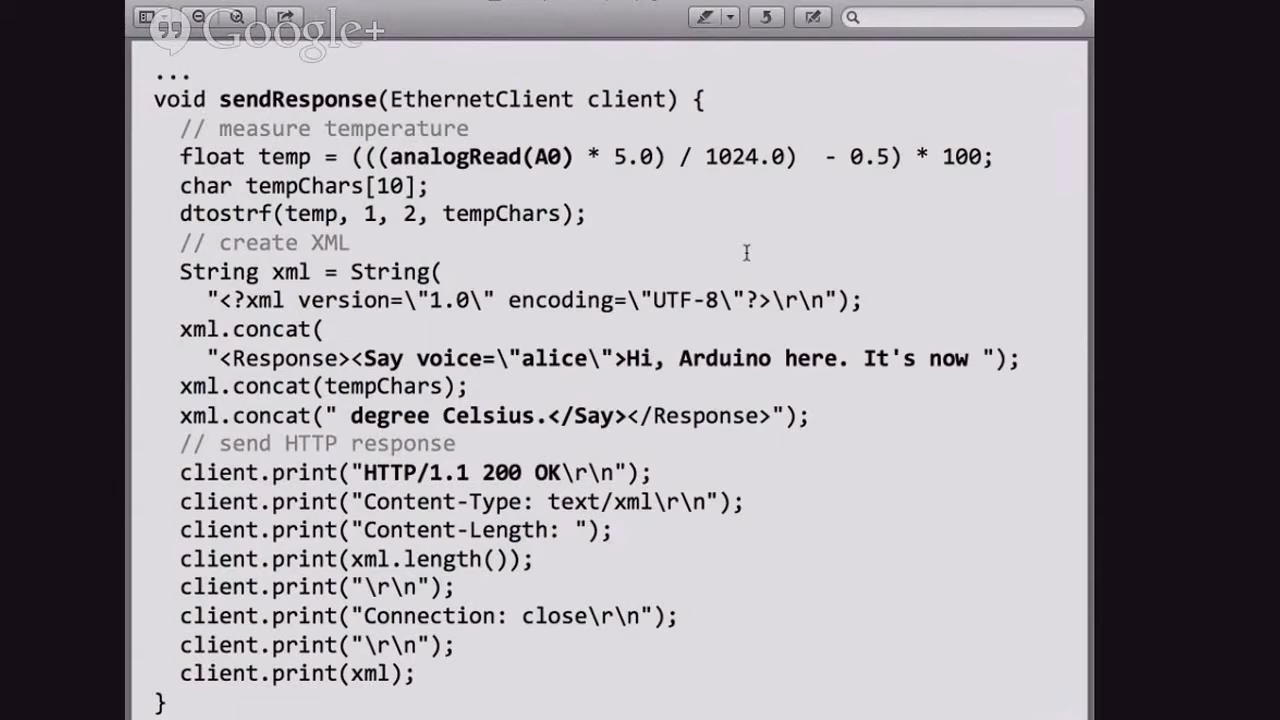 Google+
...
void sendResponse(EthernetClient client) {
// measure temperature
float temp = (((analogRead(A0) * 5.0) / 1024.0)  - 0.5) * 100;
char tempChars[10];
dtostrf(temp, 1, 2, tempChars);
// create XML
String xml = String(
"<?xml version=\"1.0\" encoding=\"UTF-8\"?>\r\n");
xml.concat(
"<Response><Say voice=\"alice\">Hi, Arduino here. It's now ");
xml.concat(tempChars);
xml.concat(" degree Celsius.</Say></Response>");
// send HTTP response
client.print("HTTP/1.1 200 OK\r\n");
client.print("Content-Type: text/xml\r\n");
client.print("Content-Length: ");
client.print(xml.length());
client.print("\r\n");
client.print("Connection: close\r\n");
client.print("\r\n");
client.print(xml);
}